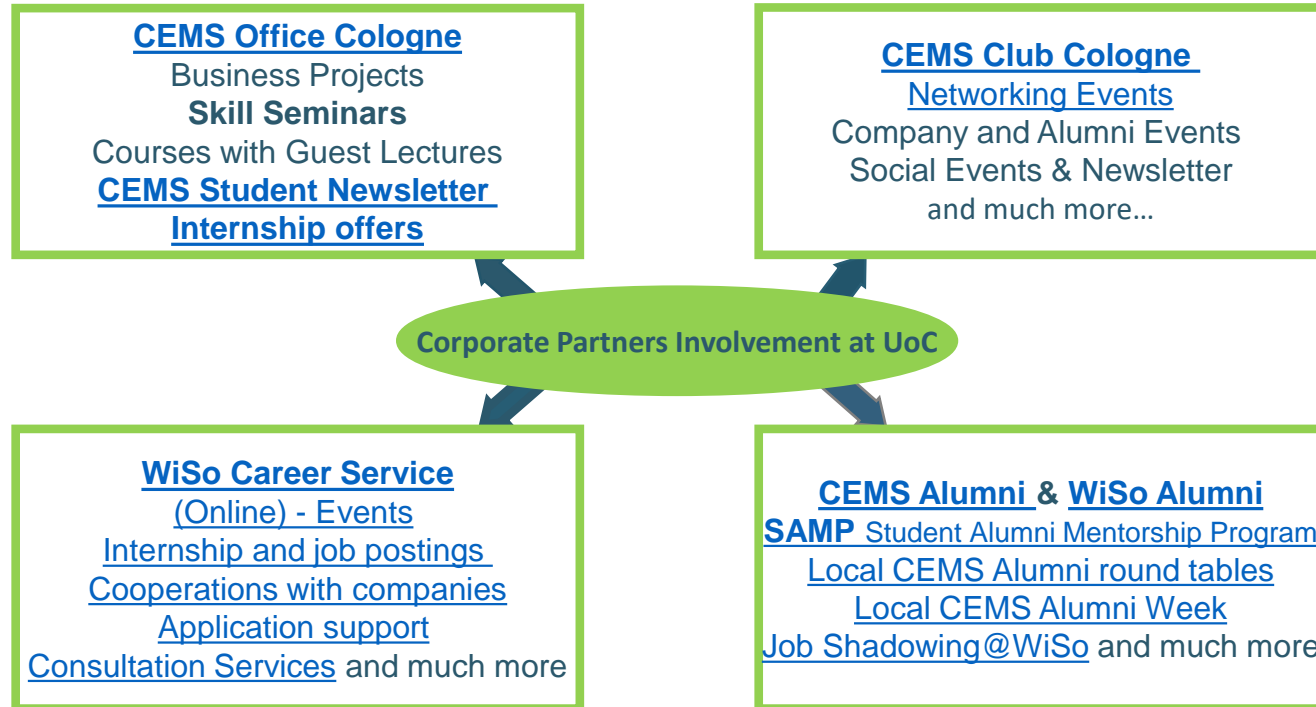 CEMS Office Cologne
Business Projects
Skill Seminars
Courses with Guest Lectures
CEMS Student Newsletter
Internship offers
CEMS Club Cologne
Networking Events
Company and Alumni Events
Social Events & Newsletter
and much more…
Corporate Partners Involvement at UoC
WiSo Career Service
(Online) - Events
Internship and job postings
Cooperations with companies
Application support
Consultation Services and much more
CEMS Alumni & WiSo Alumni
SAMP Student Alumni Mentorship Program
Local CEMS Alumni round tables
Local CEMS Alumni Week
Job Shadowing@WiSo and much more